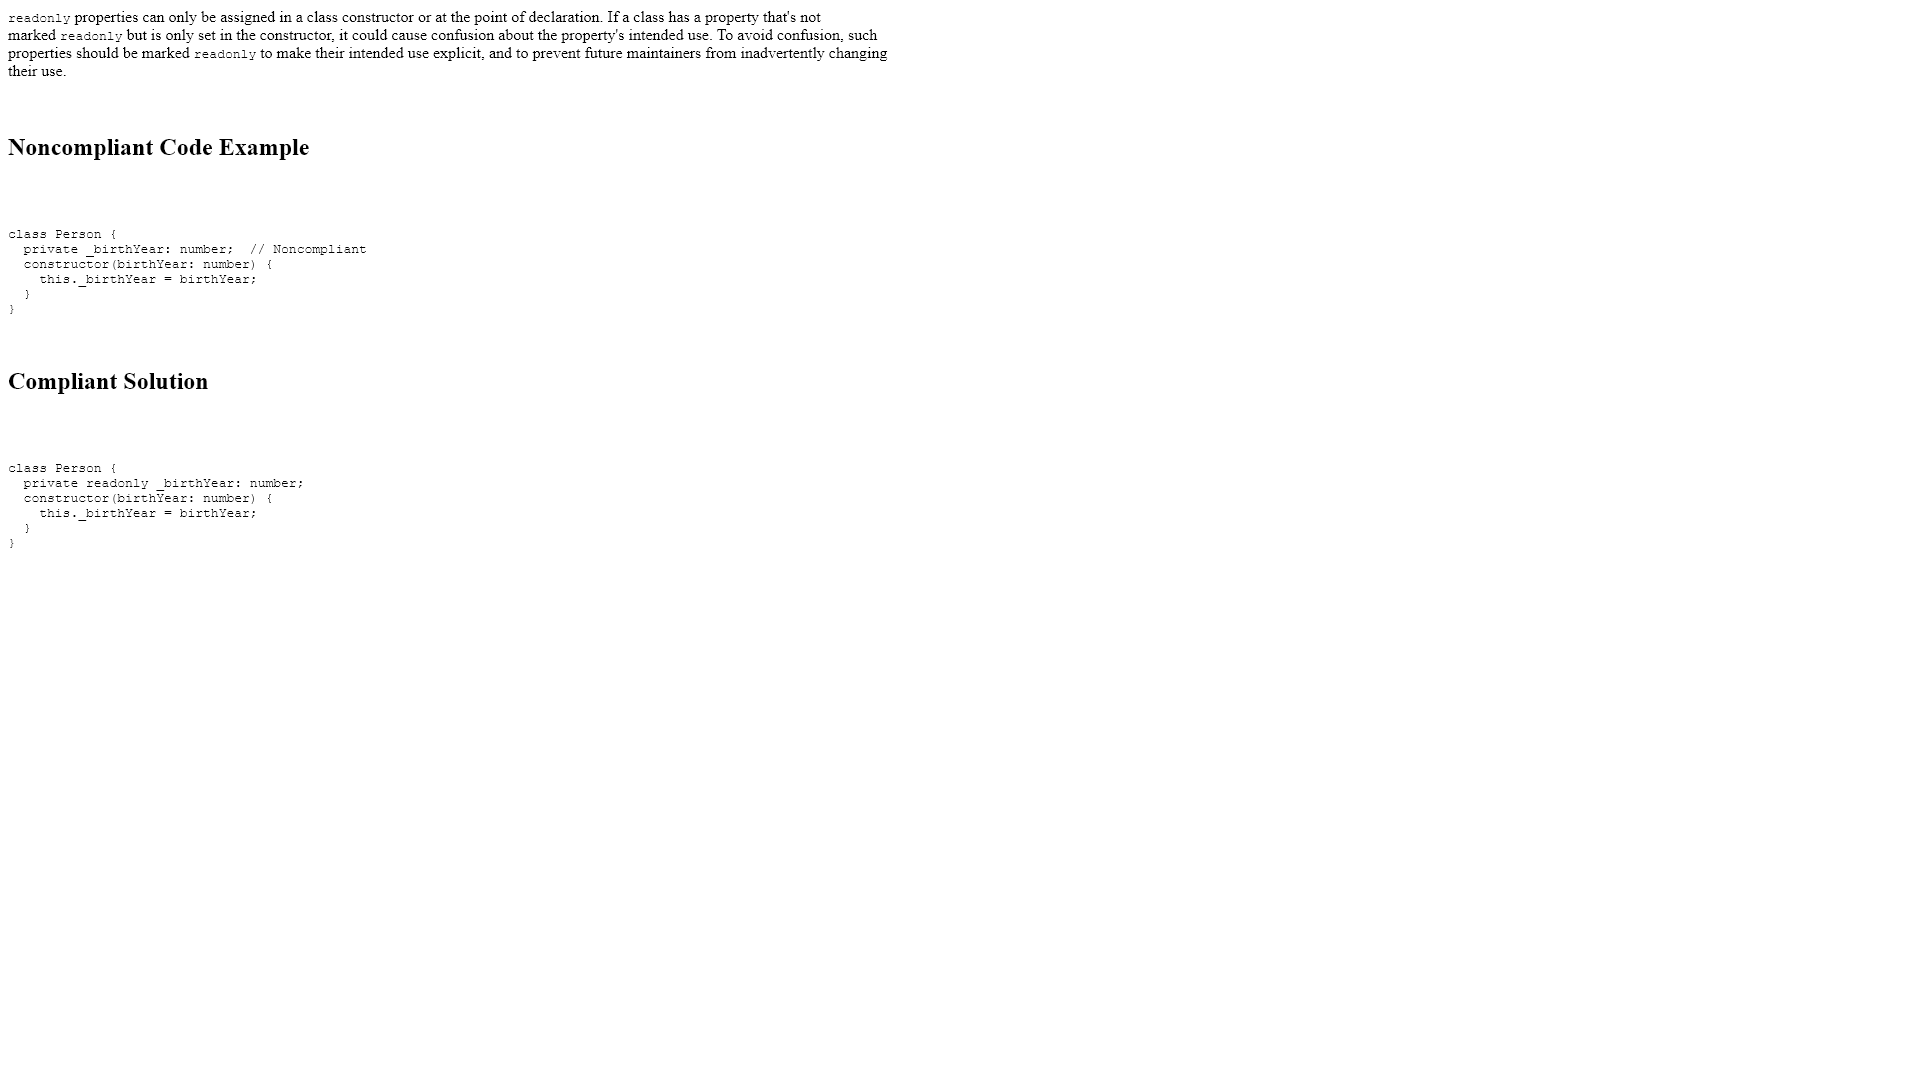 readonly properties can only be assigned in a class constructor or at the point of declaration. If a class has a property that's not
marked readonly but is only set in the constructor, it could cause confusion about the property's intended use. To avoid confusion, such
properties should be marked readonly to make their intended use explicit, and to prevent future maintainers from inadvertently changing
their use.
Noncompliant Code Example
class Person {
  private _birthYear: number;  // Noncompliant
  constructor(birthYear: number) {
    this._birthYear = birthYear;
  }
}
Compliant Solution
class Person {
  private readonly _birthYear: number;
  constructor(birthYear: number) {
    this._birthYear = birthYear;
  }
}